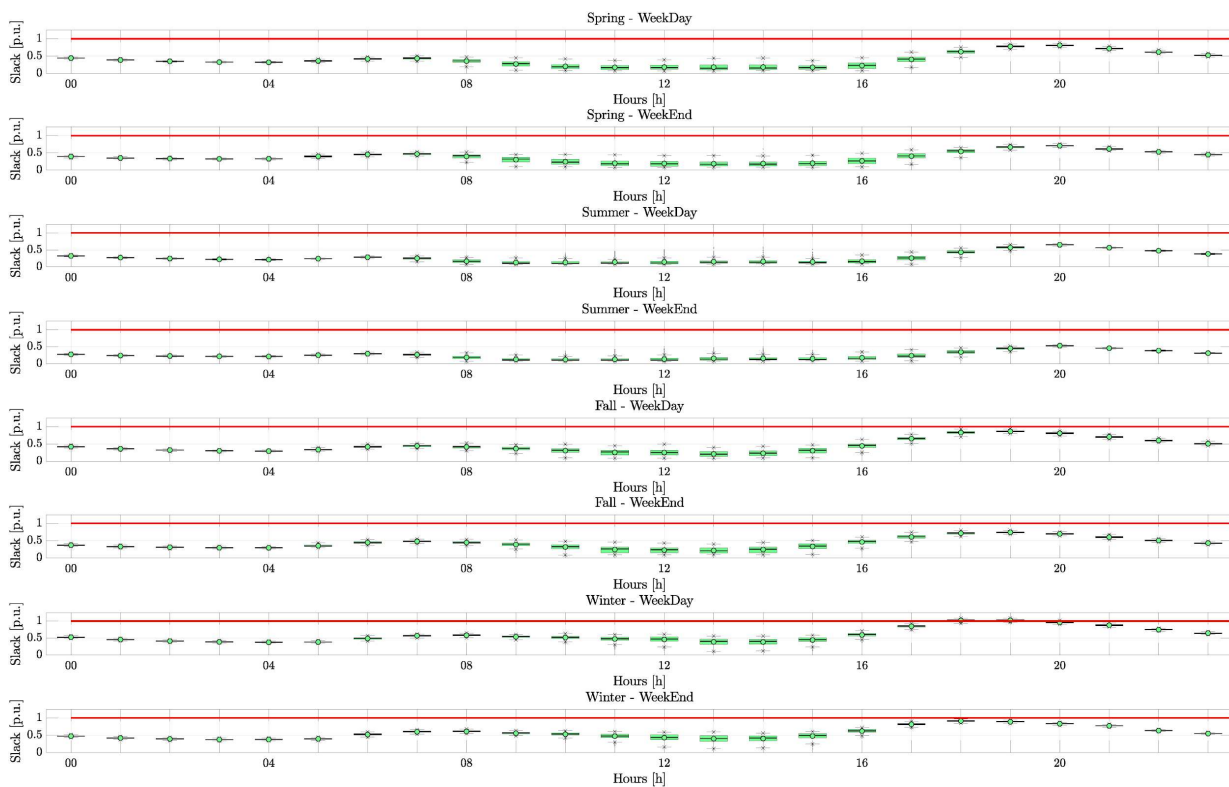 Spring - WeekDay
Slack [p.u.]
1
0.5
0
00 04 08 12 16 20
Hours [h]
Spring - WeekEnd
Slack [p.u.]
1
0.5
0
00 04 08 12 16 20
Hours [h]
Summer - WeekDay
Slack [p.u.]
1
0.5
0
00 04 08 12 16 20
Hours [h]
Summer - WeekEnd
Slack [p.u.]
1
0.5
0
00 04 08 12 16 20
Hours [h]
Fall - WeekDay
Slack [p.u.]
1
0.5
0
00 04 08 12 16 20
Hours [h]
Fall - WeekEnd
Slack [p.u.]
1
0.5
0
00 04 08 12 16 20
Hours [h]
Winter - WeekDay
Slack [p.u.]
1
0.5
0
00 04 08 12 16 20
Hours [h]
Winter - WeekEnd
Slack [p.u.]
1
0.5
0
00 04 08 12 16 20
Hours [h]